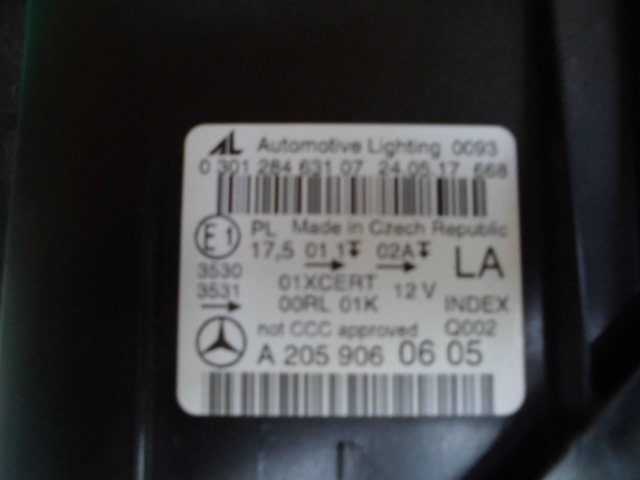 AL Automotive Lighting 0093
0 301 284 631 07 24.05.17 668
E1 PL Made in Czech Republic
17,5 01 1 02A LA
3530
3531 01XCERT 12 V
00RL 01K INDEX
not CCC approved Q002
A 205 906 0605